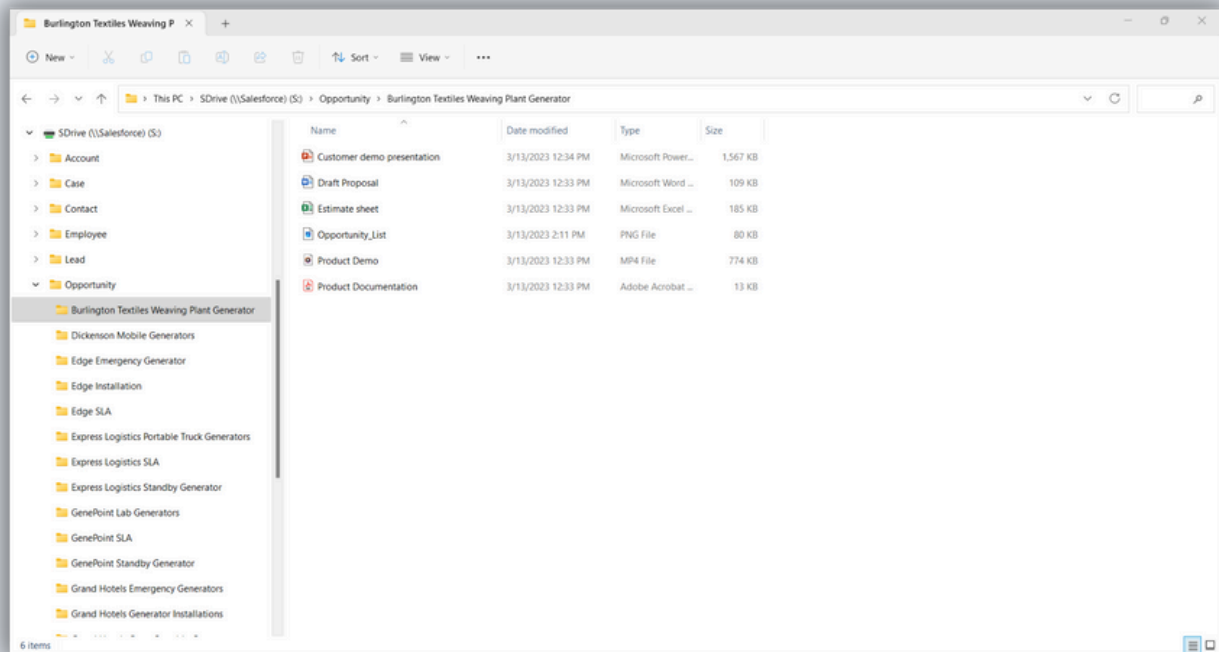 Burlington Textiles Weaving P
New
Sort
View
This PC > SDrive (\\Salesforce) (S:) > Opportunity > Burlington Textiles Weaving Plant Generator
SDrive (\\Salesforce) (S:)
Account
Case
Contact
Employee
Lead
Opportunity
Burlington Textiles Weaving Plant Generator
Dickenson Mobile Generators
Edge Emergency Generator
Edge Installation
Edge SLA
Express Logistics Portable Truck Generators
Express Logistics SLA
Express Logistics Standby Generator
GenePoint Lab Generators
GenePoint SLA
GenePoint Standby Generator
Grand Hotels Emergency Generators
Grand Hotels Generator Installations
Name Date modified Type Size
Customer demo presentation 3/13/2023 12:34 PM Microsoft Power... 1,567 KB
Draft Proposal 3/13/2023 12:33 PM Microsoft Word ... 109 KB
Estimate sheet 3/13/2023 12:33 PM Microsoft Excel ... 185 KB
Opportunity_List 3/13/2023 2:11 PM PNG File 80 KB
Product Demo 3/13/2023 12:33 PM MP4 File 774 KB
Product Documentation 3/13/2023 12:33 PM Adobe Acrobat ... 13 KB
6 items